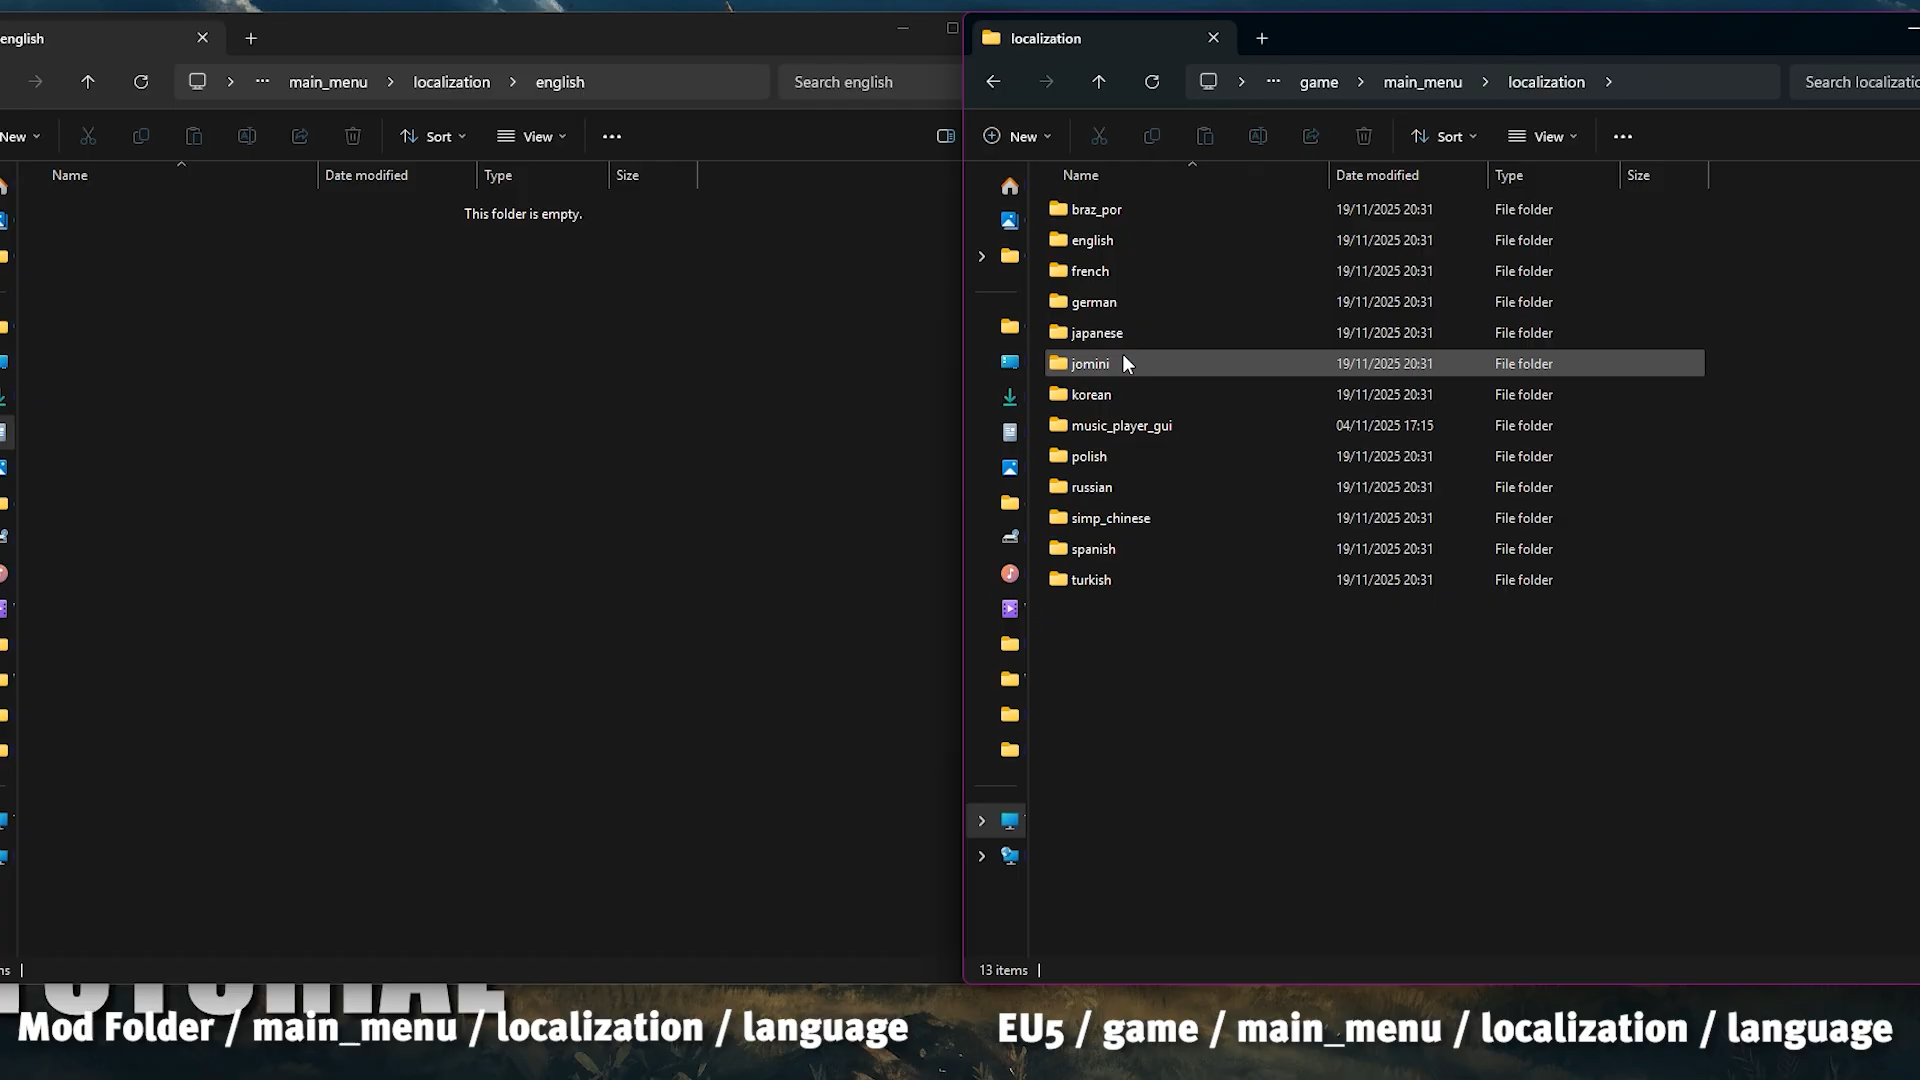 english
main_menu
localization
english
Search english
New
Sort
View
Name
Date modified
Type
Size
This folder is empty.
localization
game
main_menu
localization
New
Sort
View
Name
Date modified
Type
Size
braz_por 19/11/2025 20:31 File folder
english 19/11/2025 20:31 File folder
french 19/11/2025 20:31 File folder
german 19/11/2025 20:31 File folder
japanese 19/11/2025 20:31 File folder
jomini 19/11/2025 20:31 File folder
korean 19/11/2025 20:31 File folder
music_player_gui 04/11/2025 17:15 File folder
polish 19/11/2025 20:31 File folder
russian 19/11/2025 20:31 File folder
simp_chinese 19/11/2025 20:31 File folder
spanish 19/11/2025 20:31 File folder
turkish 19/11/2025 20:31 File folder
13 items
TUTORIAL
Mod Folder / main_menu / localization / language
EU5 / game / main_menu / localization / language